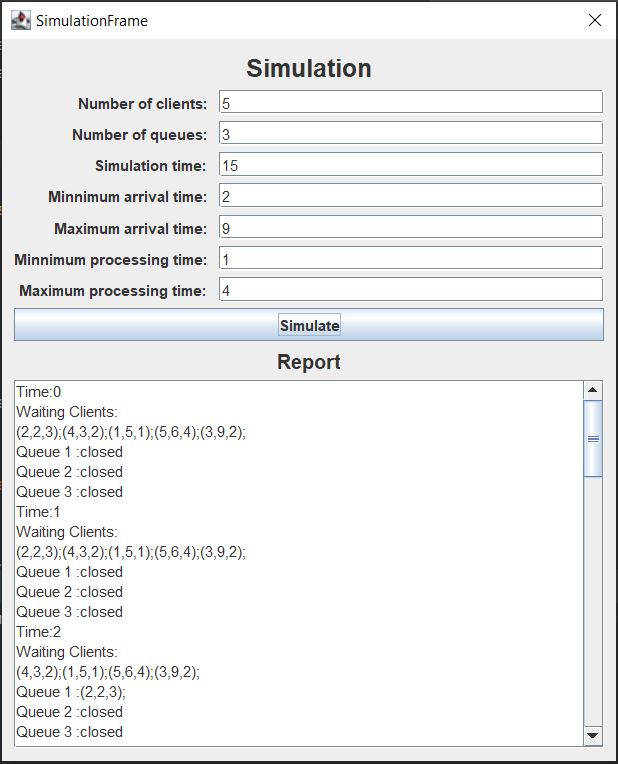 SimulationFrame
Simulation
Number of clients: 5
Number of queues: 3
Simulation time: 15
Minnimum arrival time: 2
Maximum arrival time: 9
Minnimum processing time: 1
Maximum processing time: 4
Simulate
Report
Time:0
Waiting Clients:
(2,2,3);(4,3,2);(1,5,1);(5,6,4);(3,9,2);
Queue 1 :closed
Queue 2 :closed
Queue 3 :closed
Time:1
Waiting Clients:
(2,2,3);(4,3,2);(1,5,1);(5,6,4);(3,9,2);
Queue 1 :closed
Queue 2 :closed
Queue 3 :closed
Time:2
Waiting Clients:
(4,3,2);(1,5,1);(5,6,4);(3,9,2);
Queue 1 :(2,2,3);
Queue 2 :closed
Queue 3 :closed